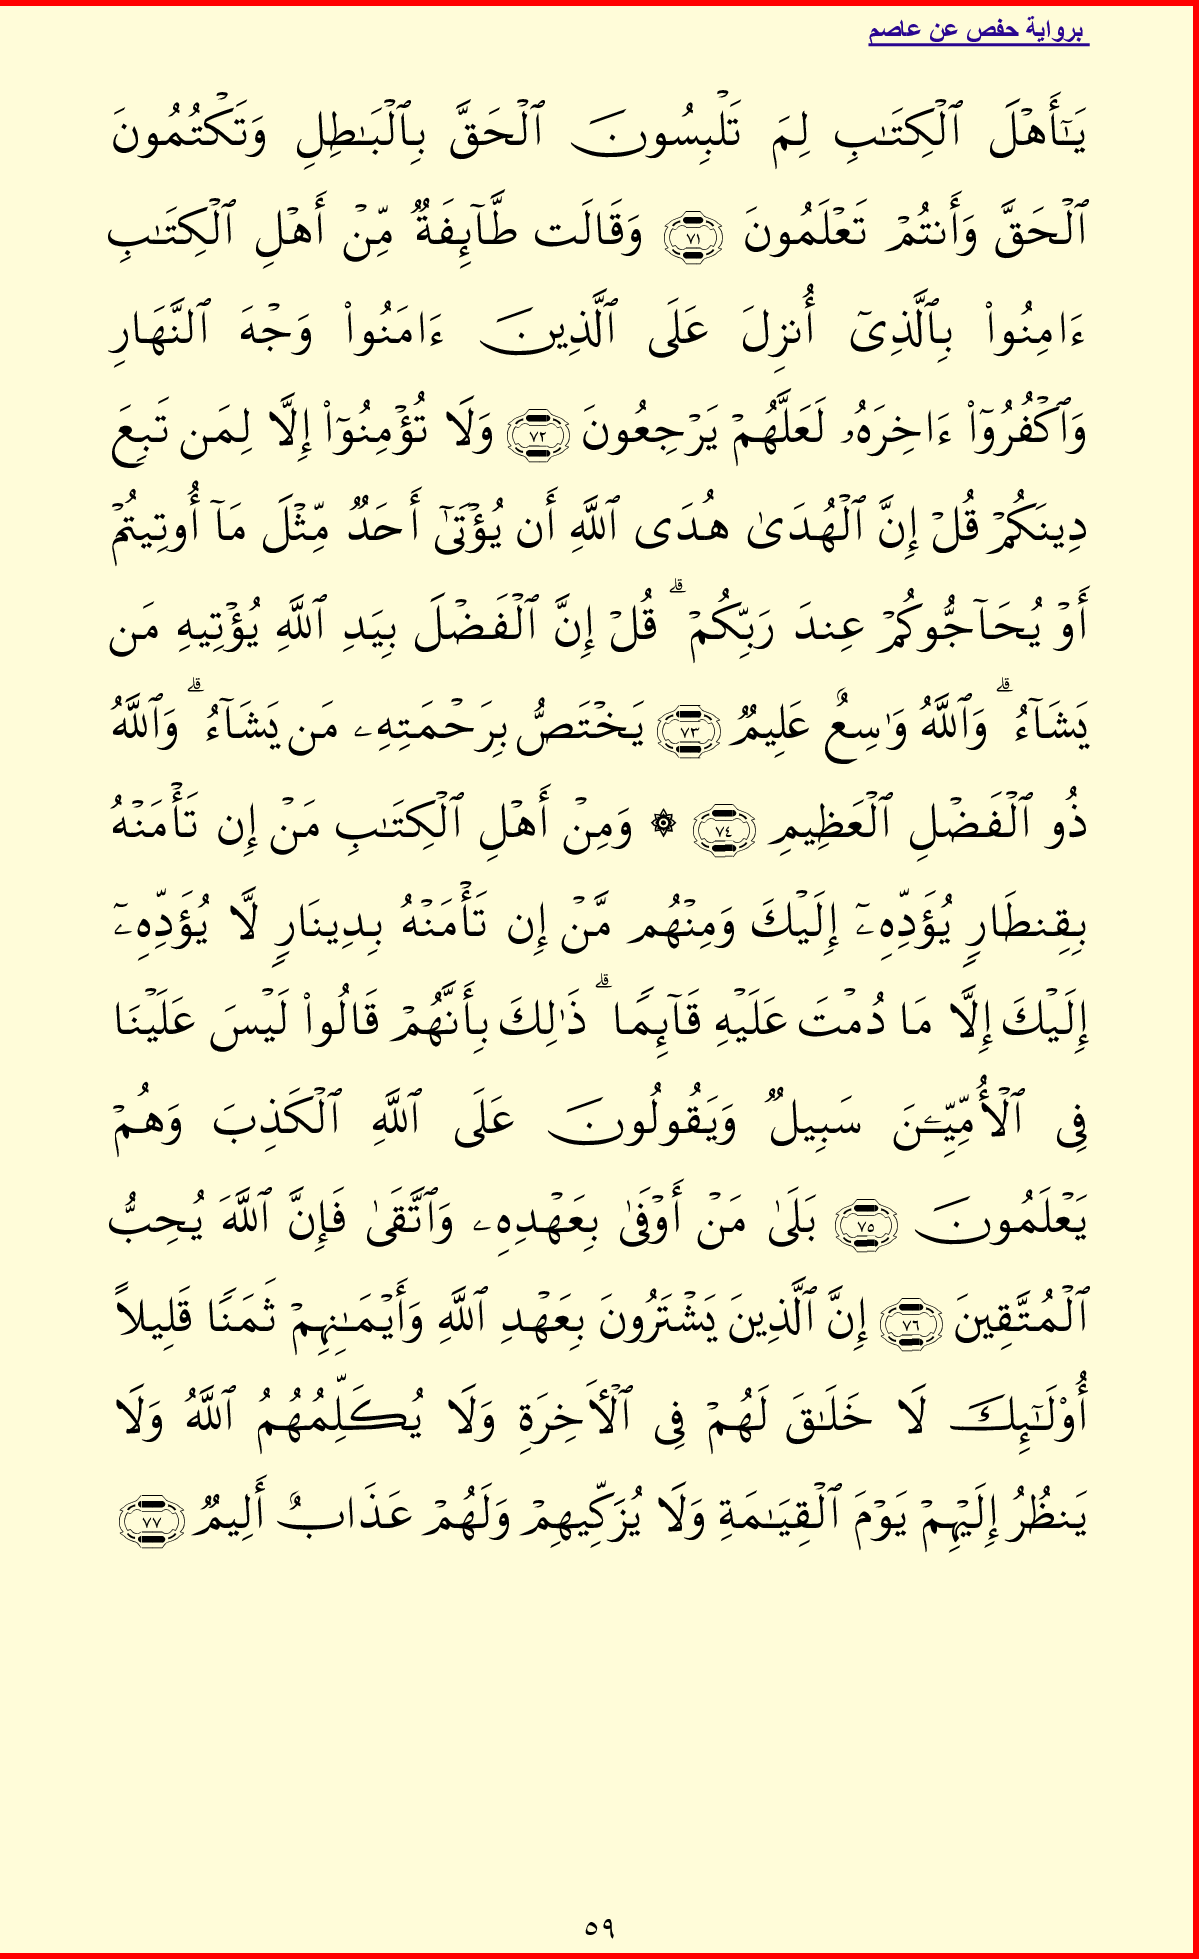 برواية حفص عن عاصم
يَـٰٓأَهۡلَ ٱلۡكِتَـٰبِ لِمَ تَلۡبِسُونَ ٱلۡحَقَّ بِٱلۡبَـٰطِلِ وَتَكۡتُمُونَ
ٱلۡحَقَّ وَأَنتُمۡ تَعۡلَمُونَ ٧١ وَقَالَت طَّآئِفَةٌ۬ مِّنۡ أَهۡلِ ٱلۡكِتَـٰبِ
ءَامِنُواْ بِٱلَّذِىٓ أُنزِلَ عَلَى ٱلَّذِينَ ءَامَنُواْ وَجۡهَ ٱلنَّهَارِ
وَٱكۡفُرُوٓاْ ءَاخِرَهُ ۥ لَعَلَّهُمۡ يَرۡجِعُونَ ٧٢ وَلَا تُؤۡمِنُوٓاْ إِلَّا لِمَن تَبِعَ
دِينَكُمۡ قُلۡ إِنَّ ٱلۡهُدَىٰ هُدَى ٱللَّهِ أَن يُؤۡتَىٰٓ أَحَدٌ۬ مِّثۡلَ مَآ أُوتِيتُمۡ
أَوۡ يُحَآجُّوكُمۡ عِندَ رَبِّكُمۡ‌ۗ قُلۡ إِنَّ ٱلۡفَضۡلَ بِيَدِ ٱللَّهِ يُؤۡتِيهِ مَن
يَشَآءُ‌ۗ وَٱللَّهُ وَٲسِعٌ عَلِيمٌ۬ ٧٣ يَخۡتَصُّ بِرَحۡمَتِهِۦ مَن يَشَآءُ‌ۗ وَٱللَّهُ
ذُو ٱلۡفَضۡلِ ٱلۡعَظِيمِ ٧٤ ۞ وَمِنۡ أَهۡلِ ٱلۡكِتَـٰبِ مَنۡ إِن تَأۡمَنۡهُ
بِقِنطَارٍ۬ يُؤَدِّهِۦٓ إِلَيۡكَ وَمِنۡهُم مَّنۡ إِن تَأۡمَنۡهُ بِدِينَارٍ۬ لَّا يُؤَدِّهِۦٓ
إِلَيۡكَ إِلَّا مَا دُمۡتَ عَلَيۡهِ قَآئِمً۬ا‌ۗ ذَٲلِكَ بِأَنَّهُمۡ قَالُواْ لَيۡسَ عَلَيۡنَا
فِى ٱلۡأُمِّيِّـۧنَ سَبِيلٌ۬ وَيَقُولُونَ عَلَى ٱللَّهِ ٱلۡكَذِبَ وَهُمۡ
يَعۡلَمُونَ ٧٥ بَلَىٰ مَنۡ أَوۡفَىٰ بِعَهۡدِهِۦ وَٱتَّقَىٰ فَإِنَّ ٱللَّهَ يُحِبُّ
ٱلۡمُتَّقِينَ ٧٦ إِنَّ ٱلَّذِينَ يَشۡتَرُونَ بِعَهۡدِ ٱللَّهِ وَأَيۡمَـٰنِہِمۡ ثَمَنً۬ا قَلِيلاً
أُوْلَـٰٓئِكَ لَا خَلَـٰقَ لَهُمۡ فِى ٱلۡأَخِرَةِ وَلَا يُڪَلِّمُهُمُ ٱللَّهُ وَلَا
يَنظُرُ إِلَيۡہِمۡ يَوۡمَ ٱلۡقِيَـٰمَةِ وَلَا يُزَڪِّيهِمۡ وَلَهُمۡ عَذَابٌ أَلِيمٌ۬ ٧٧
٥٩